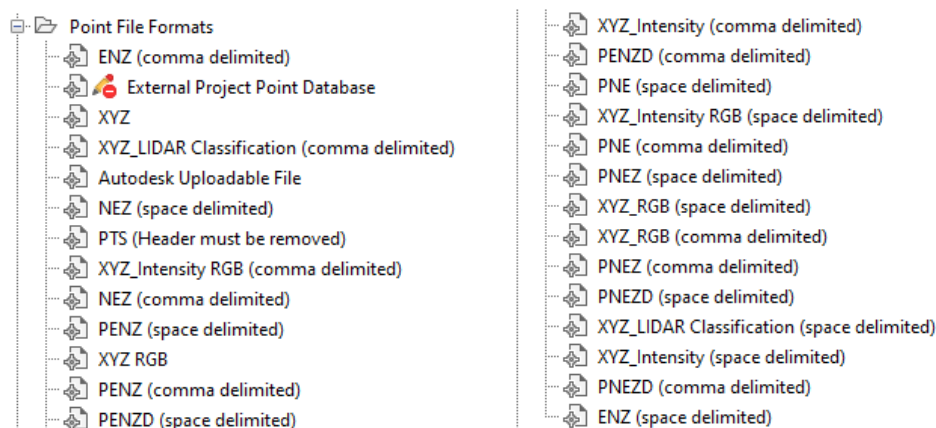 Point File Formats
ENZ (comma delimited)
External Project Point Database
XYZ
XYZ_LIDAR Classification (comma delimited)
Autodesk Uploadable File
NEZ (space delimited)
PTS (Header must be removed)
XYZ_Intensity RGB (comma delimited)
NEZ (comma delimited)
PENZ (space delimited)
XYZ RGB
PENZ (comma delimited)
PENZD (space delimited)
XYZ_Intensity (comma delimited)
PENZD (comma delimited)
PNE (space delimited)
XYZ_Intensity RGB (space delimited)
PNE (comma delimited)
PNEZ (space delimited)
XYZ_RGB (space delimited)
XYZ_RGB (comma delimited)
PNEZ (comma delimited)
PNEZD (space delimited)
XYZ_LIDAR Classification (space delimited)
XYZ_Intensity (space delimited)
PNEZD (comma delimited)
ENZ (space delimited)